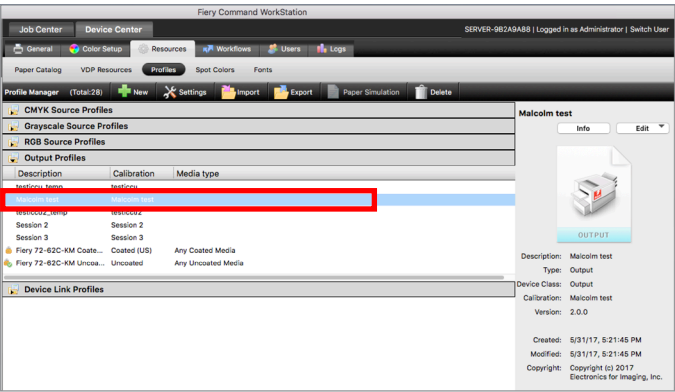 Fiery Command WorkStation
Job Center Device Center SERVER-9B2A9A88 | Logged in as Administrator | Switch User
General Color Setup Resources Workflows Users Logs
Paper Catalog VDP Resources Profiles Spot Colors Fonts
Profile Manager (Total:28) New Settings Import Export Paper Simulation Delete
CMYK Source Profiles
Grayscale Source Profiles
RGB Source Profiles
Output Profiles
Description Calibration Media type
testiccu_temp testiccu
Malcolm test Malcolm test
testiccu2_temp testiccu2
Session 2 Session 2
Session 3 Session 3
Fiery 72-62C-KM Coate... Coated (US) Any Coated Media
Fiery 72-62C-KM Uncoa... Uncoated Any Uncoated Media
Device Link Profiles
Malcolm test
Info Edit
OUTPUT
Description: Malcolm test
Type: Output
Device Class: Output
Calibration: Malcolm test
Version: 2.0.0
Created: 5/31/17, 5:21:45 PM
Modified: 5/31/17, 5:21:45 PM
Copyright: Copyright (c) 2017
Electronics for Imaging, Inc.